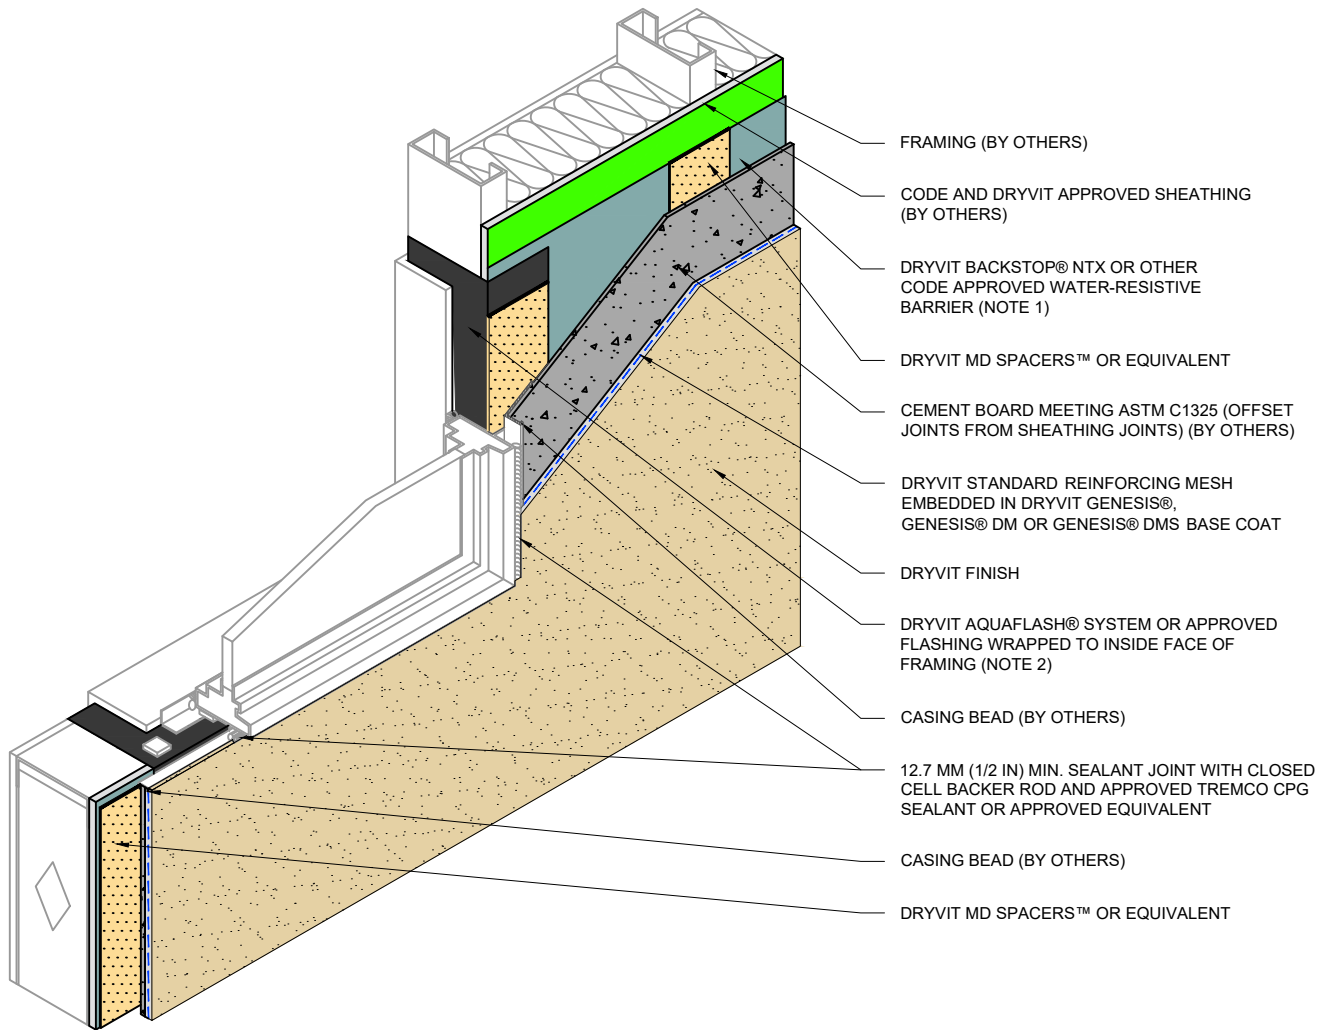 FRAMING (BY OTHERS)
CODE AND DRYVIT APPROVED SHEATHING
(BY OTHERS)
DRYVIT BACKSTOP® NTX OR OTHER
CODE APPROVED WATER-RESISTIVE
BARRIER (NOTE 1)
DRYVIT MD SPACERS™ OR EQUIVALENT
CEMENT BOARD MEETING ASTM C1325 (OFFSET
JOINTS FROM SHEATHING JOINTS) (BY OTHERS)
DRYVIT STANDARD REINFORCING MESH
EMBEDDED IN DRYVIT GENESIS®,
GENESIS® DM OR GENESIS® DMS BASE COAT
DRYVIT FINISH
DRYVIT AQUAFLASH® SYSTEM OR APPROVED
FLASHING WRAPPED TO INSIDE FACE OF
FRAMING (NOTE 2)
CASING BEAD (BY OTHERS)
12.7 MM (1/2 IN) MIN. SEALANT JOINT WITH CLOSED
CELL BACKER ROD AND APPROVED TREMCO CPG
SEALANT OR APPROVED EQUIVALENT
CASING BEAD (BY OTHERS)
DRYVIT MD SPACERS™ OR EQUIVALENT